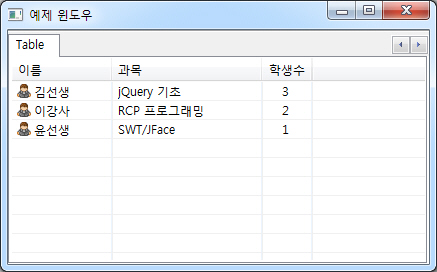 예제 윈도우
Table
이름 과목 학생수
김선생 jQuery 기초 3
이강사 RCP 프로그래밍 2
윤선생 SWT/JFace 1